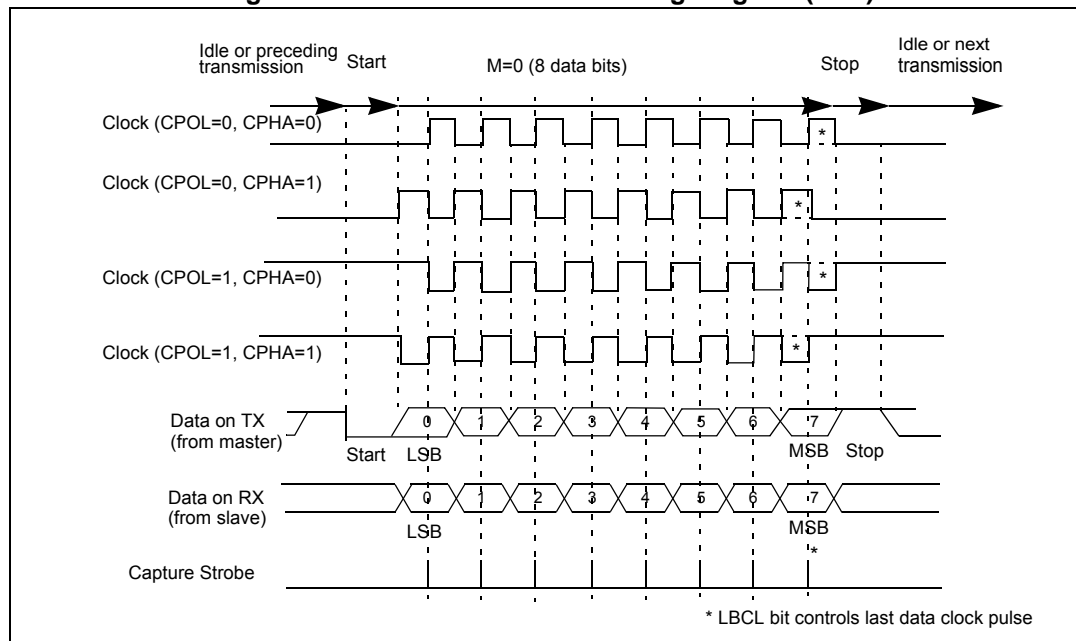 Idle or preceding
transmission
Start
M=0 (8 data bits)
Stop
Idle or next
transmission
Clock (CPOL=0, CPHA=0)
*
Clock (CPOL=0, CPHA=1)
*
Clock (CPOL=1, CPHA=0)
*
Clock (CPOL=1, CPHA=1)
*
Data on TX
(from master)
0 1 2 3 4 5 6 7
Start LSB MSB Stop
Data on RX
(from slave)
0 1 2 3 4 5 6 7
LSB MSB
*
Capture Strobe
* LBCL bit controls last data clock pulse